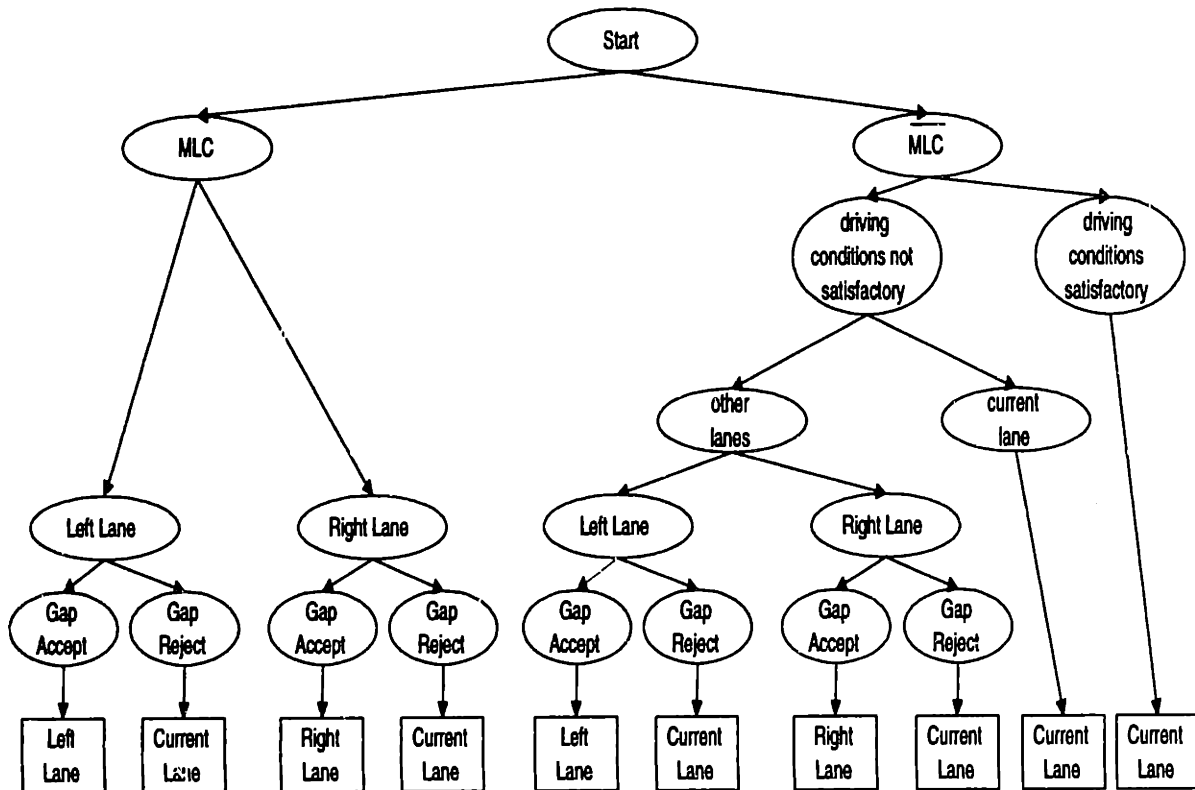 Start
MLC
MLC
driving
conditions not
satisfactory
driving
conditions
satisfactory
other
lanes
current
lane
Left Lane
Right Lane
Left Lane
Right Lane
Gap
Accept
Gap
Reject
Gap
Accept
Gap
Reject
Gap
Accept
Gap
Reject
Gap
Accept
Gap
Reject
Left
Lane
Current
Lane
Right
Lane
Current
Lane
Left
Lane
Current
Lane
Right
Lane
Current
Lane
Current
Lane
Current
Lane